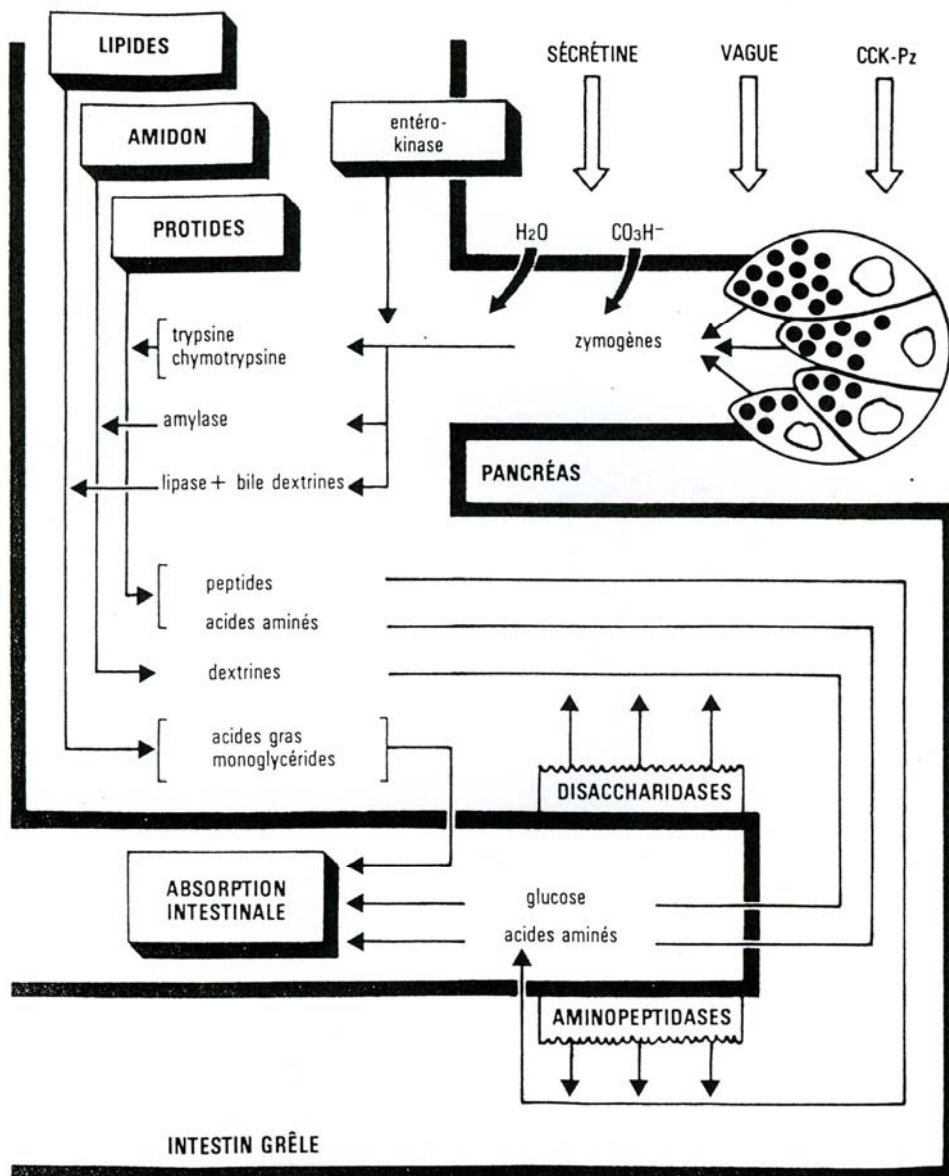 LIPIDES
SÉCRÉTINE
VAGUE
CCK-Pz
AMIDON
entéro-
kinase
PROTIDES
H₂O
CO₃H⁻
trypsine
chymotrypsine
zymogènes
amylase
lipase + bile dextrines
PANCRÉAS
peptides
acides aminés
dextrines
acides gras
monoglycérides
DISACCHARIDASES
ABSORPTION
INTESTINALE
glucose
acides aminés
AMINOPEPTIDASES
INTESTIN GRÊLE